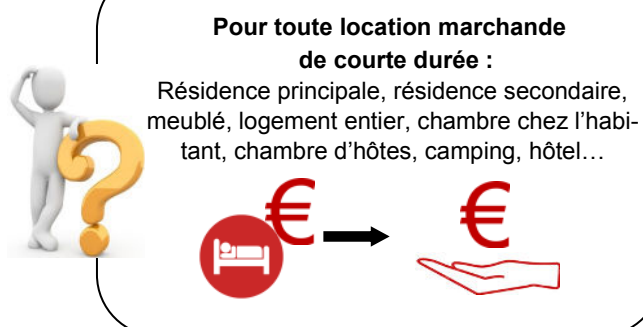 Pour toute location marchande
de courte durée :
Résidence principale, résidence secondaire,
meublé, logement entier, chambre chez l’habi-
tant, chambre d’hôtes, camping, hôtel…
€ €